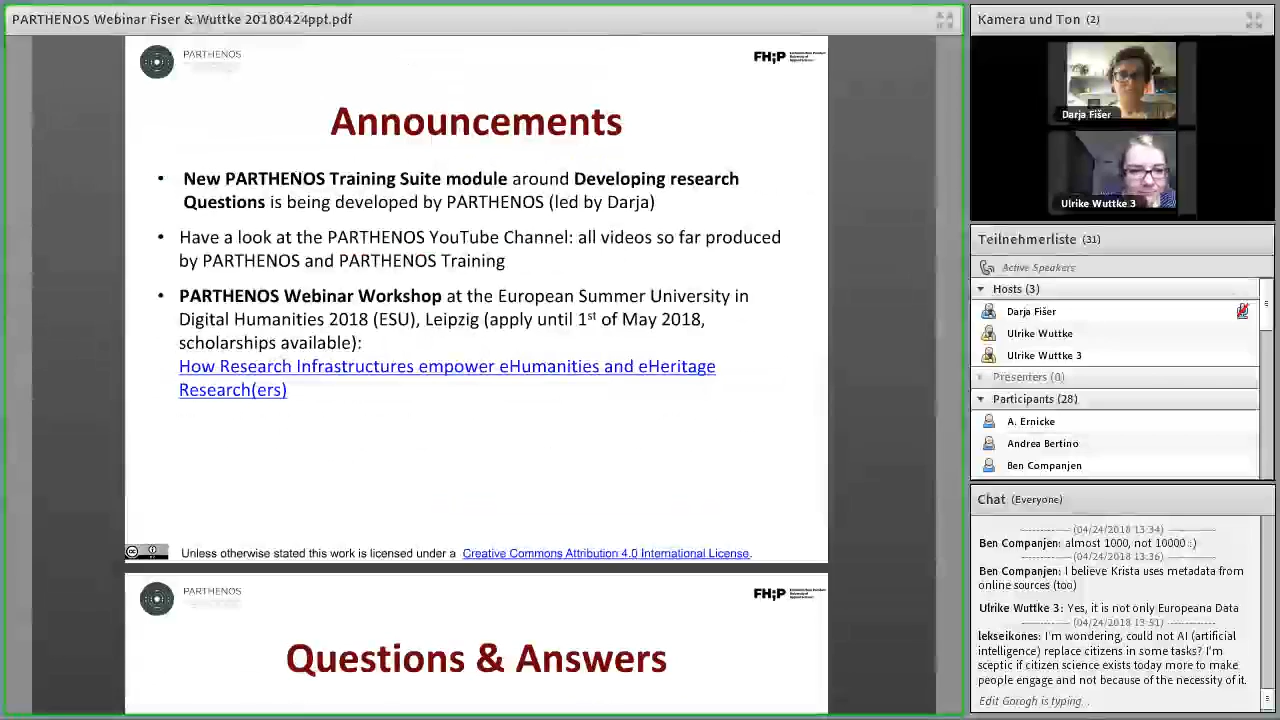 PARTHENOS Webinar Fiser & Wuttke 20180424ppt.pdf
PARTHENOS
FH;P
Announcements
• New PARTHENOS Training Suite module around Developing research
Questions is being developed by PARTHENOS (led by Darja)
• Have a look at the PARTHENOS YouTube Channel: all videos so far produced
by PARTHENOS and PARTHENOS Training
• PARTHENOS Webinar Workshop at the European Summer University in
Digital Humanities 2018 (ESU), Leipzig (apply until 1st of May 2018,
scholarships available):
How Research Infrastructures empower eHumanities and eHeritage
Research(ers)
Unless otherwise stated this work is licensed under a Creative Commons Attribution 4.0 International License.
PARTHENOS
FH;P
Questions & Answers
Kamera und Ton (2)
Darja Fišer
Ulrike Wuttke 3
Teilnehmerliste (31)
Active Speakers
Hosts (3)
Darja Fišer
Ulrike Wuttke
Ulrike Wuttke 3
Presenters (0)
Participants (28)
A. Ernicke
Andrea Bertino
Ben Companjen
Chat (Everyone)
(04/24/2018 13:34)
Ben Companjen: almost 1000, not 10000 :)
(04/24/2018 13:36)
Ben Companjen: I believe Krista uses metadata from
online sources (too)
Ulrike Wuttke 3: Yes, it is not only Europeana Data
(04/24/2018 13:51)
lekseikones: I'm wondering, could not AI (artificial
intelligence) replace citizens in some tasks? I'm
sceptic if citizen science exists today more to make
people engage and not because of the necessity of it.
Edit Gorogh is typing. .